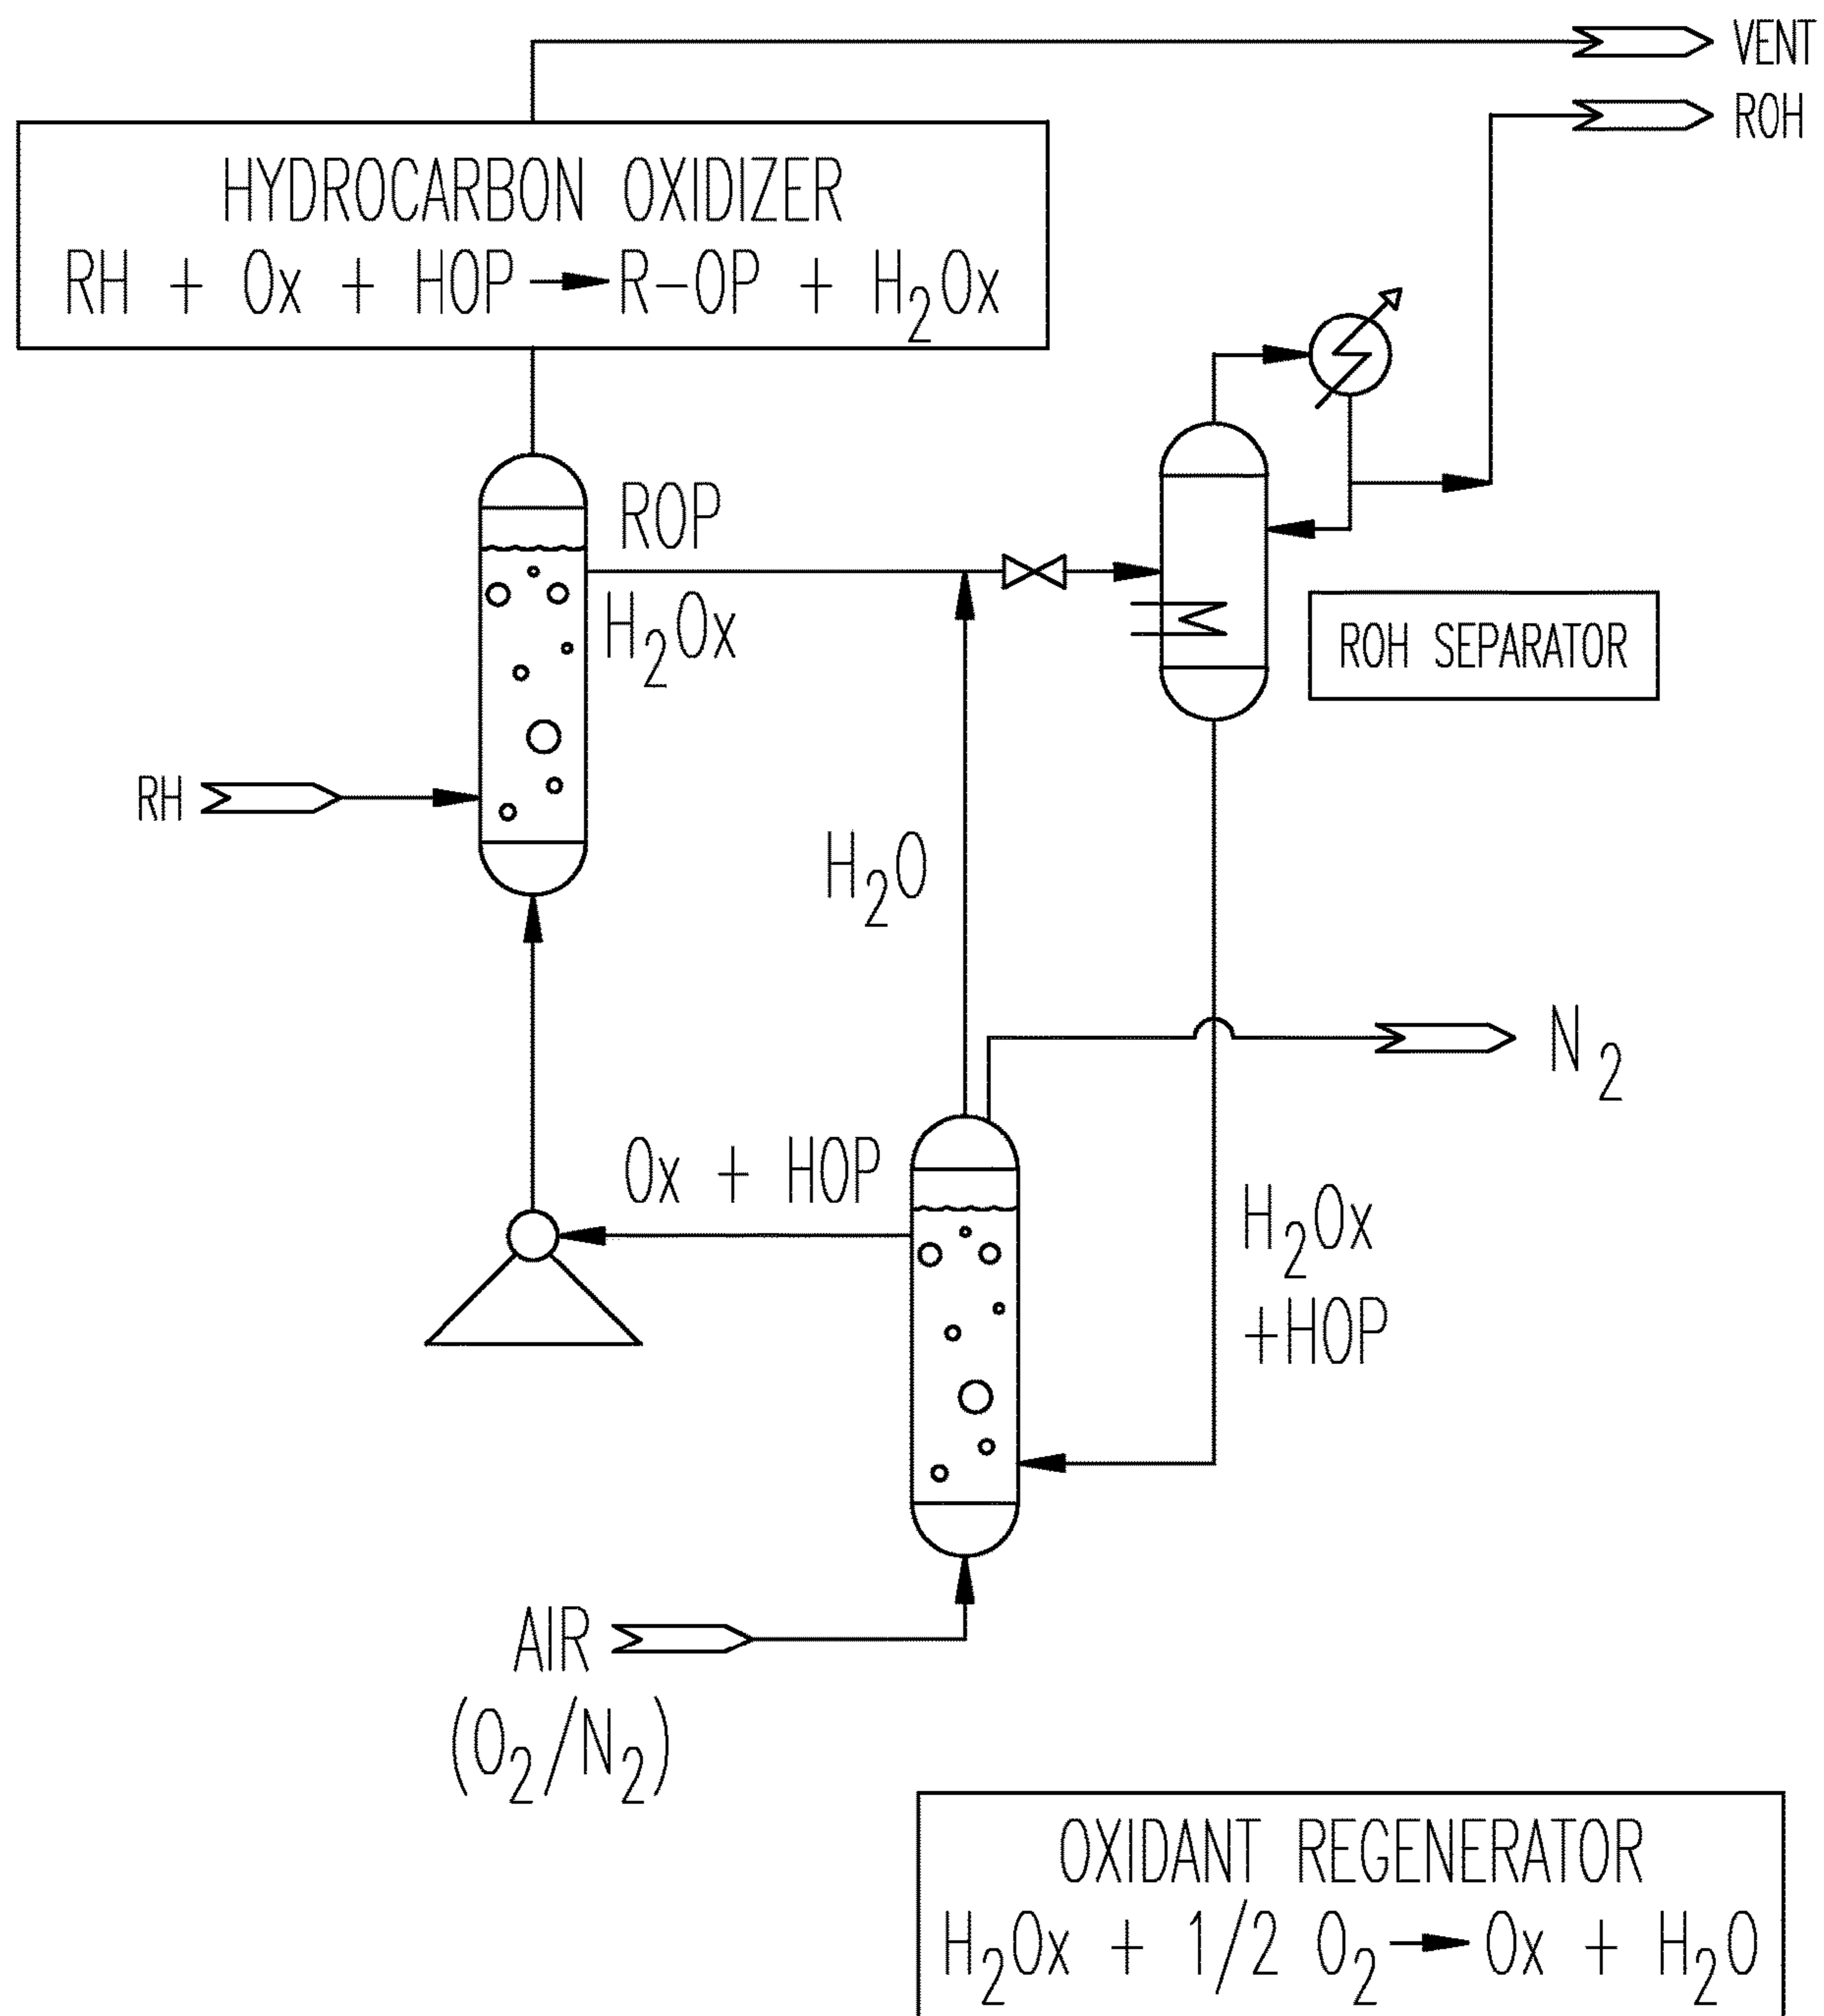 VENT
ROH
HYDROCARBON OXIDIZER
RH + Ox + HOP → R-OP + H₂Ox
ROP
H₂Ox
ROH SEPARATOR
RH
H₂O
N₂
Ox + HOP
H₂Ox
+HOP
AIR
(O₂/N₂)
OXIDANT REGENERATOR
H₂Ox + 1/2 O₂ → Ox + H₂O